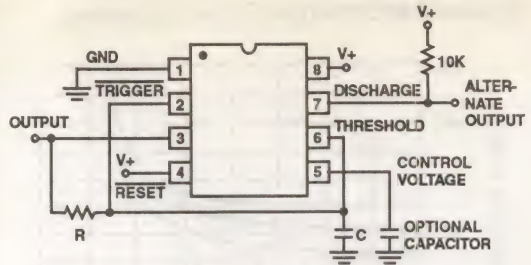 V+
10K
GND
1
8
V+
TRIGGER
2
7
DISCHARGE
ALTER-
NATE
OUTPUT
OUTPUT
3
6
THRESHOLD
V+
4
5
CONTROL
VOLTAGE
RESET
R
C
OPTIONAL
CAPACITOR